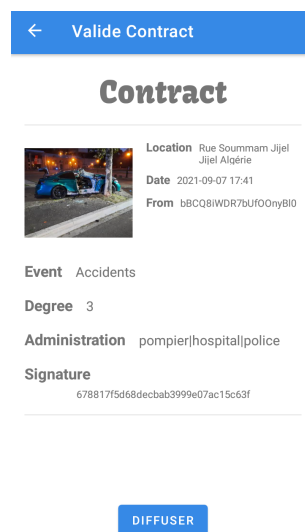 Valide Contract
Contract
Location Rue Soummam Jijel
Jijel Algérie
Date 2021-09-07 17:41
From bBCQ8iWDR7bUfOOnyBl0
Event Accidents
Degree 3
Administration pompier|hospital|police
Signature
678817f5d68decbab3999e07ac15c63f
DIFFUSER